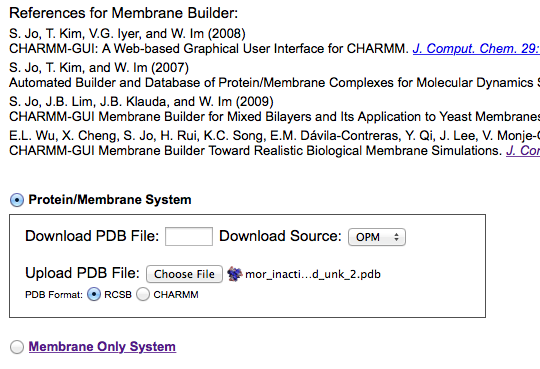 References for Membrane Builder:
S. Jo, T. Kim, V.G. Iyer, and W. Im (2008)
CHARMM-GUI: A Web-based Graphical User Interface for CHARMM. J. Comput. Chem. 29:
S. Jo, T. Kim, and W. Im (2007)
Automated Builder and Database of Protein/Membrane Complexes for Molecular Dynamics S
S. Jo, J.B. Lim, J.B. Klauda, and W. Im (2009)
CHARMM-GUI Membrane Builder for Mixed Bilayers and Its Application to Yeast Membranes
E.L. Wu, X. Cheng, S. Jo, H. Rui, K.C. Song, E.M. Dávila-Contreras, Y. Qi, J. Lee, V. Monje-
CHARMM-GUI Membrane Builder Toward Realistic Biological Membrane Simulations. J. Co
Protein/Membrane System
Download PDB File: Download Source: OPM
Upload PDB File: Choose File mor_inacti...d_unk_2.pdb
PDB Format: RCSB CHARMM
Membrane Only System